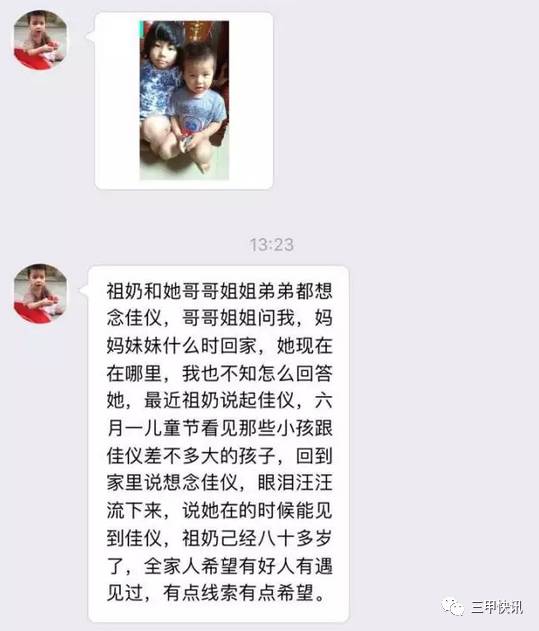 13:23
祖奶和她哥哥姐姐弟弟都想
念佳仪，哥哥姐姐问我，妈
妈妹妹什么时回家，她现在
在哪里，我也不知怎么回答
她，最近祖奶说起佳仪，六
月一儿童节看见那些小孩跟
佳仪差不多大的孩子，回到
家里说想念佳仪，眼泪汪汪
流下来，说她在的时候能见
到佳仪，祖奶己经八十多岁
了，全家人希望有好人有遇
见过，有点线索有点希望。
三甲快讯